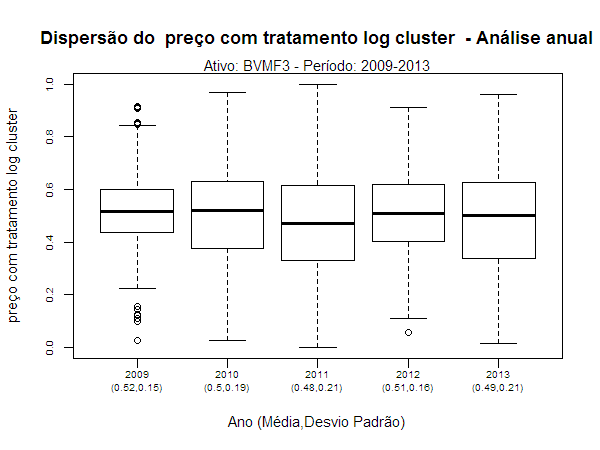 Dispersão do  preço com tratamento log cluster  - Análise anual
Ativo: BVMF3 - Período: 2009-2013
preço com tratamento log cluster
1.0
0.8
0.6
0.4
0.2
0.0
2009 2010 2011 2012 2013
(0.52,0.15) (0.5,0.19) (0.48,0.21) (0.51,0.16) (0.49,0.21)
Ano (Média,Desvio Padrão)